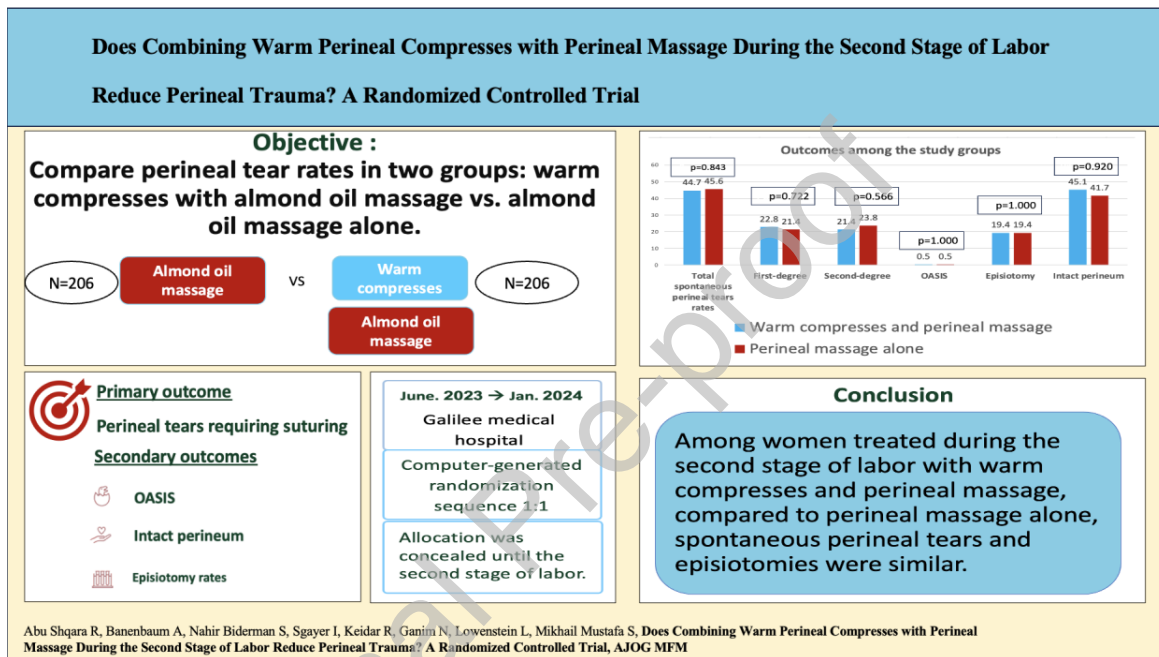 Does Combining Warm Perineal Compresses with Perineal Massage During the Second Stage of Labor
Reduce Perineal Trauma? A Randomized Controlled Trial
Objective :
Compare perineal tear rates in two groups: warm
compresses with almond oil massage vs. almond
oil massage alone.
N=206
Almond oil
massage
VS
Warm
compresses
N=206
Almond oil
massage
Primary outcome
Perineal tears requiring suturing
Secondary outcomes
OASIS
Intact perineum
Episiotomy rates
June. 2023 → Jan. 2024
Galilee medical
hospital
Computer-generated
randomization
sequence 1:1
Allocation was
concealed until the
second stage of labor.
Outcomes among the study groups
60
50
40
30
20
10
0
p=0.843
44.7 45.6
p=0.722
22.8 21.4
p=0.566
21.4 23.8
p=1.000
0.5 0.5
p=1.000
19.4 19.4
p=0.920
45.1 41.7
Total
spontaneous
perineal tears
rates
First-degree
Second-degree
OASIS
Episiotomy
Intact perineum
Warm compresses and perineal massage
Perineal massage alone
Conclusion
Among women treated during the
second stage of labor with warm
compresses and perineal massage,
compared to perineal massage alone,
spontaneous perineal tears and
episiotomies were similar.
Abu Shqara R, Banenbaum A, Nahir Biderman S, Sgayer I, Keidar R, Ganim N, Lowenstein L, Mikhail Mustafa S, Does Combining Warm Perineal Compresses with Perineal
Massage During the Second Stage of Labor Reduce Perineal Trauma? A Randomized Controlled Trial, AJOG MFM
al Pre-proof